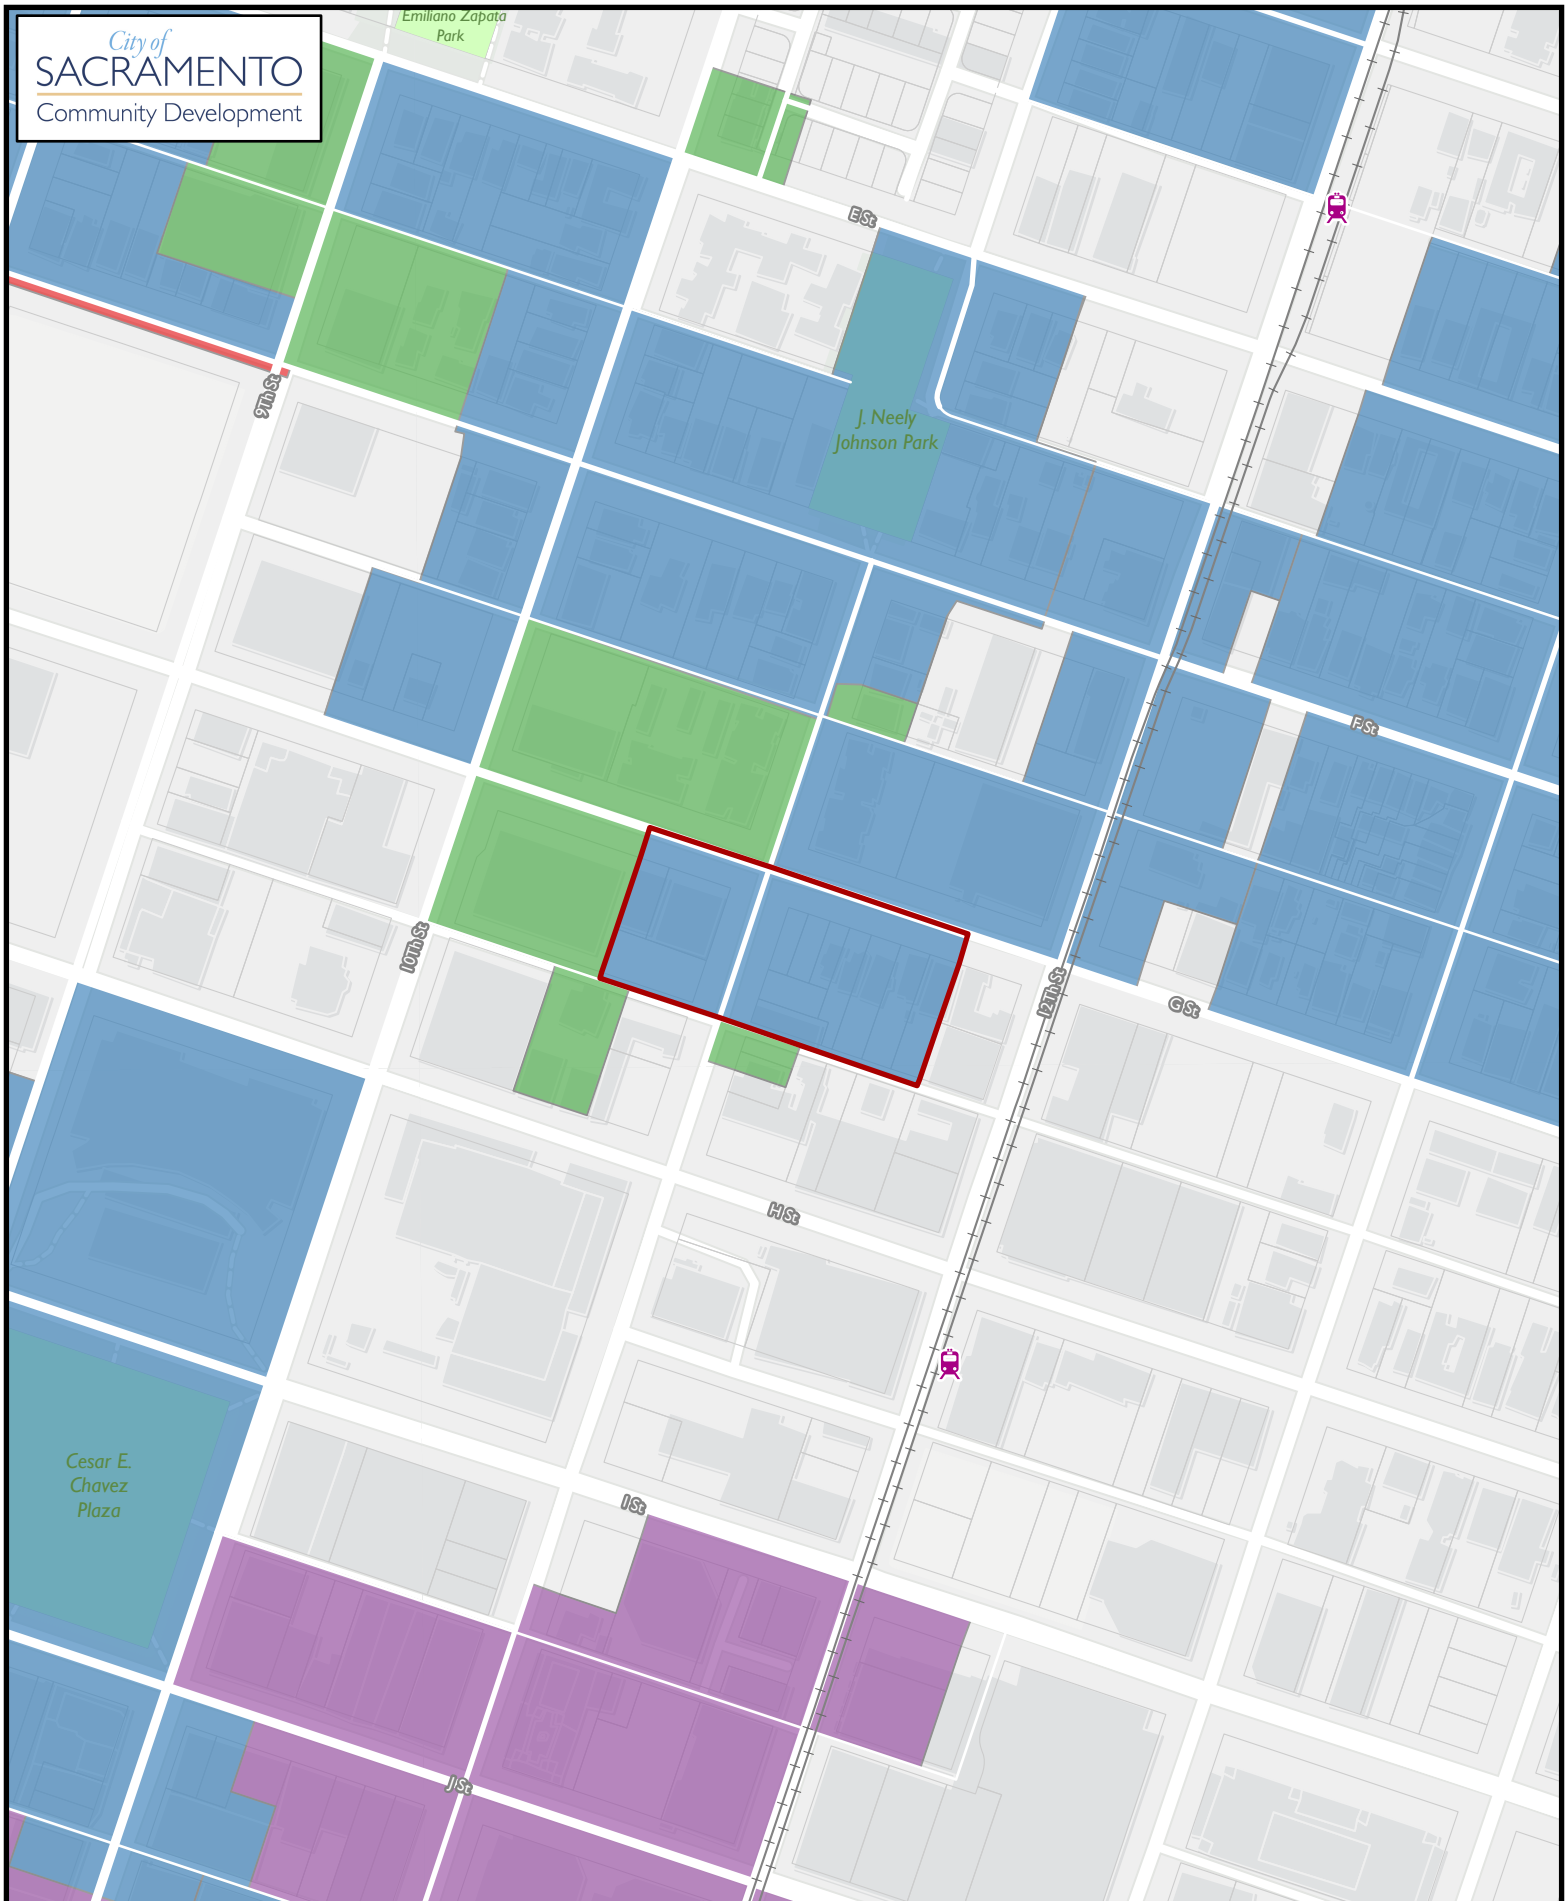 City of
SACRAMENTO
Community Development
Emiliano Zapata
Park
E St
9Th St
J. Neely
Johnson Park
F St
10Th St
12Th St
G St
H St
Cesar E.
Chavez
Plaza
I St
J St